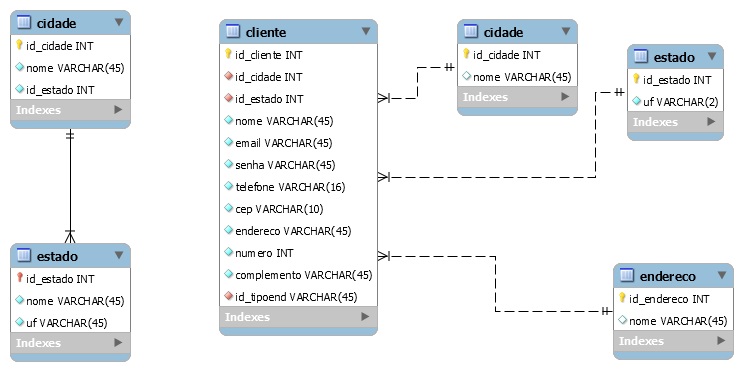 cidade
id_cidade INT
nome VARCHAR(45)
id_estado INT
Indexes
estado
id_estado INT
nome VARCHAR(45)
uf VARCHAR(45)
Indexes
cliente
id_cliente INT
id_cidade INT
id_estado INT
nome VARCHAR(45)
email VARCHAR(45)
senha VARCHAR(45)
telefone VARCHAR(16)
cep VARCHAR(10)
endereco VARCHAR(45)
numero INT
complemento VARCHAR(45)
id_tipoend VARCHAR(45)
Indexes
cidade
id_cidade INT
nome VARCHAR(45)
Indexes
estado
id_estado INT
uf VARCHAR(2)
Indexes
endereco
id_endereco INT
nome VARCHAR(45)
Indexes